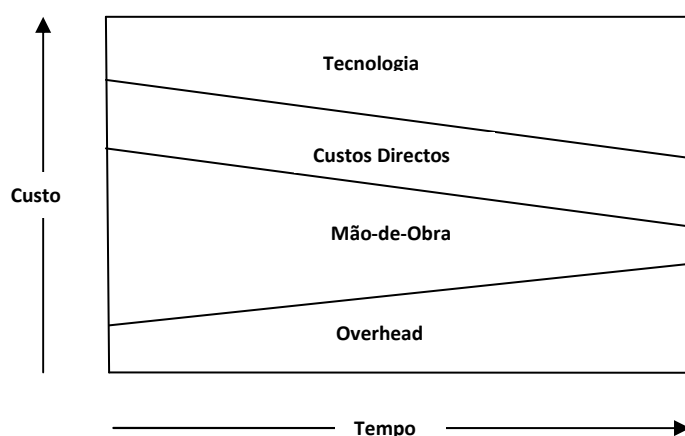 Tecnologia
Custos Directos
Custo
Mão-de-Obra
Overhead
Tempo